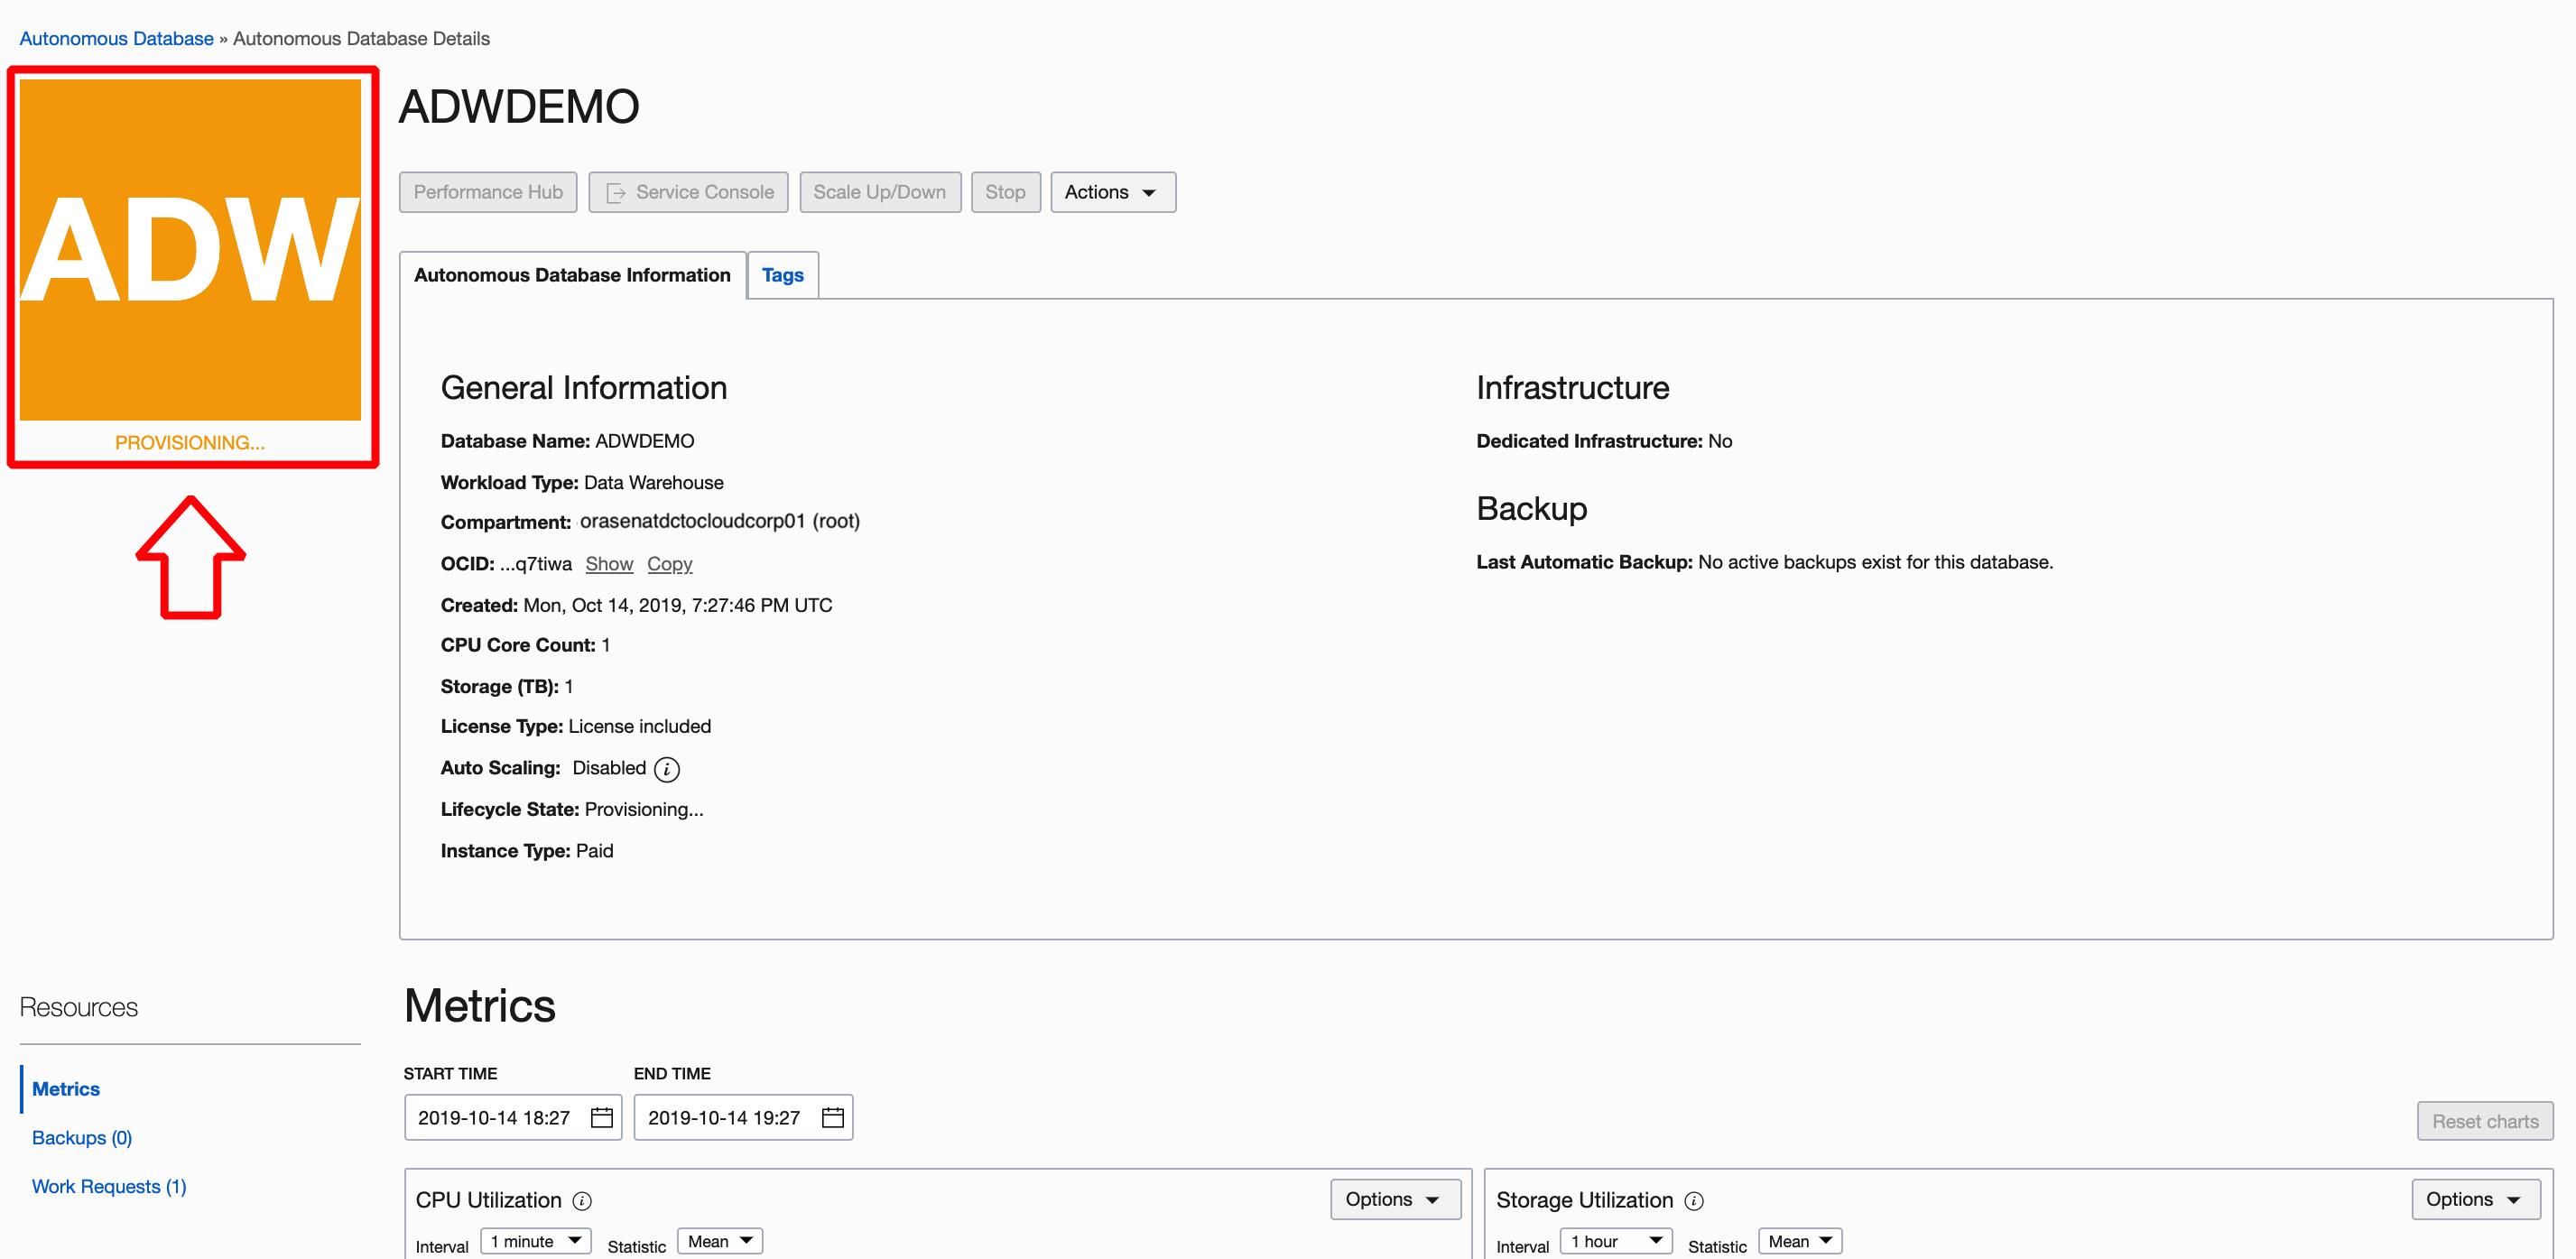 Autonomous Database » Autonomous Database Details
ADW
PROVISIONING...
ADWDEMO
Performance Hub Service Console Scale Up/Down Stop Actions
Autonomous Database Information Tags
General Information
Database Name: ADWDEMO
Workload Type: Data Warehouse
Compartment: orasenatdctocloudcorp01 (root)
OCID: ...q7tiwa Show Copy
Created: Mon, Oct 14, 2019, 7:27:46 PM UTC
CPU Core Count: 1
Storage (TB): 1
License Type: License included
Auto Scaling: Disabled i
Lifecycle State: Provisioning...
Instance Type: Paid
Infrastructure
Dedicated Infrastructure: No
Backup
Last Automatic Backup: No active backups exist for this database.
Resources
Metrics
Backups (0)
Work Requests (1)
Metrics
START TIME END TIME
2019-10-14 18:27 2019-10-14 19:27
Reset charts
CPU Utilization i Options
Interval 1 minute Statistic Mean
Storage Utilization i Options
Interval 1 hour Statistic Mean